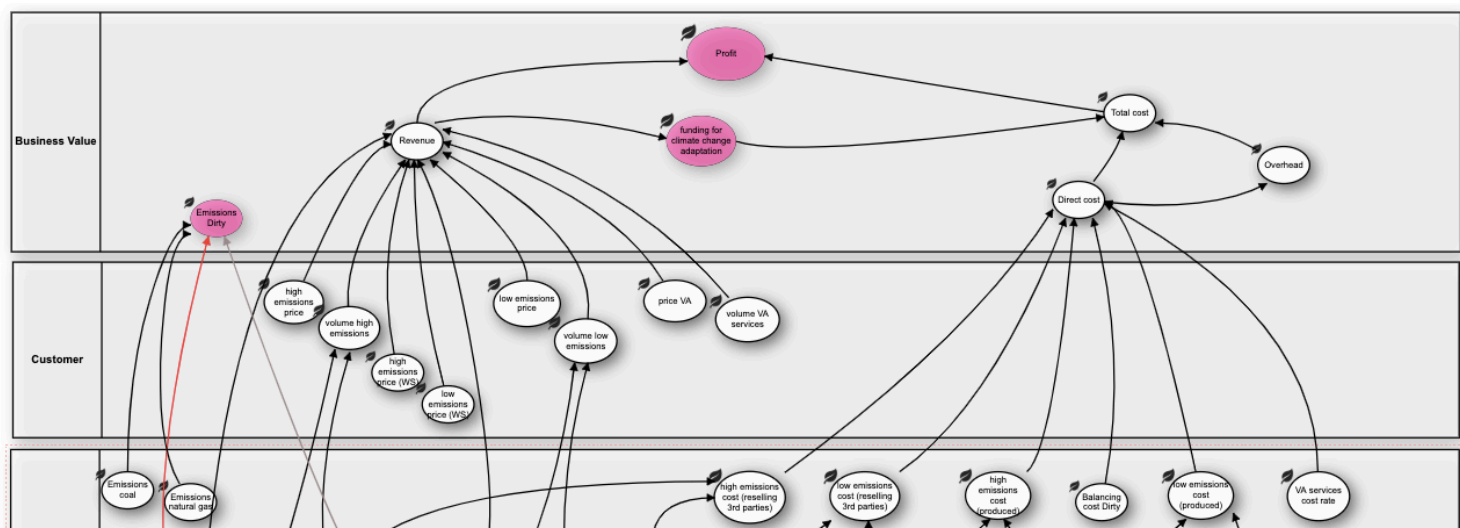 Profit
Total cost
funding for
climate change
adaptation
Business Value
Revenue
Overhead
Direct cost
Emissions
Dirty
high
emissions
price
low emissions
price
price VA
volume VA
services
volume high
emissions
volume low
emissions
Customer
high
emissions
price (WS)
low
emissions
price (WS)
Emissions
coal
Emissions
natural gas
high emissions
cost (reselling
3rd parties)
low emissions
cost (reselling
3rd parties)
high
emissions
cost
(produced)
Balancing
cost Dirty
low emissions
cost
(produced)
VA services
cost rate